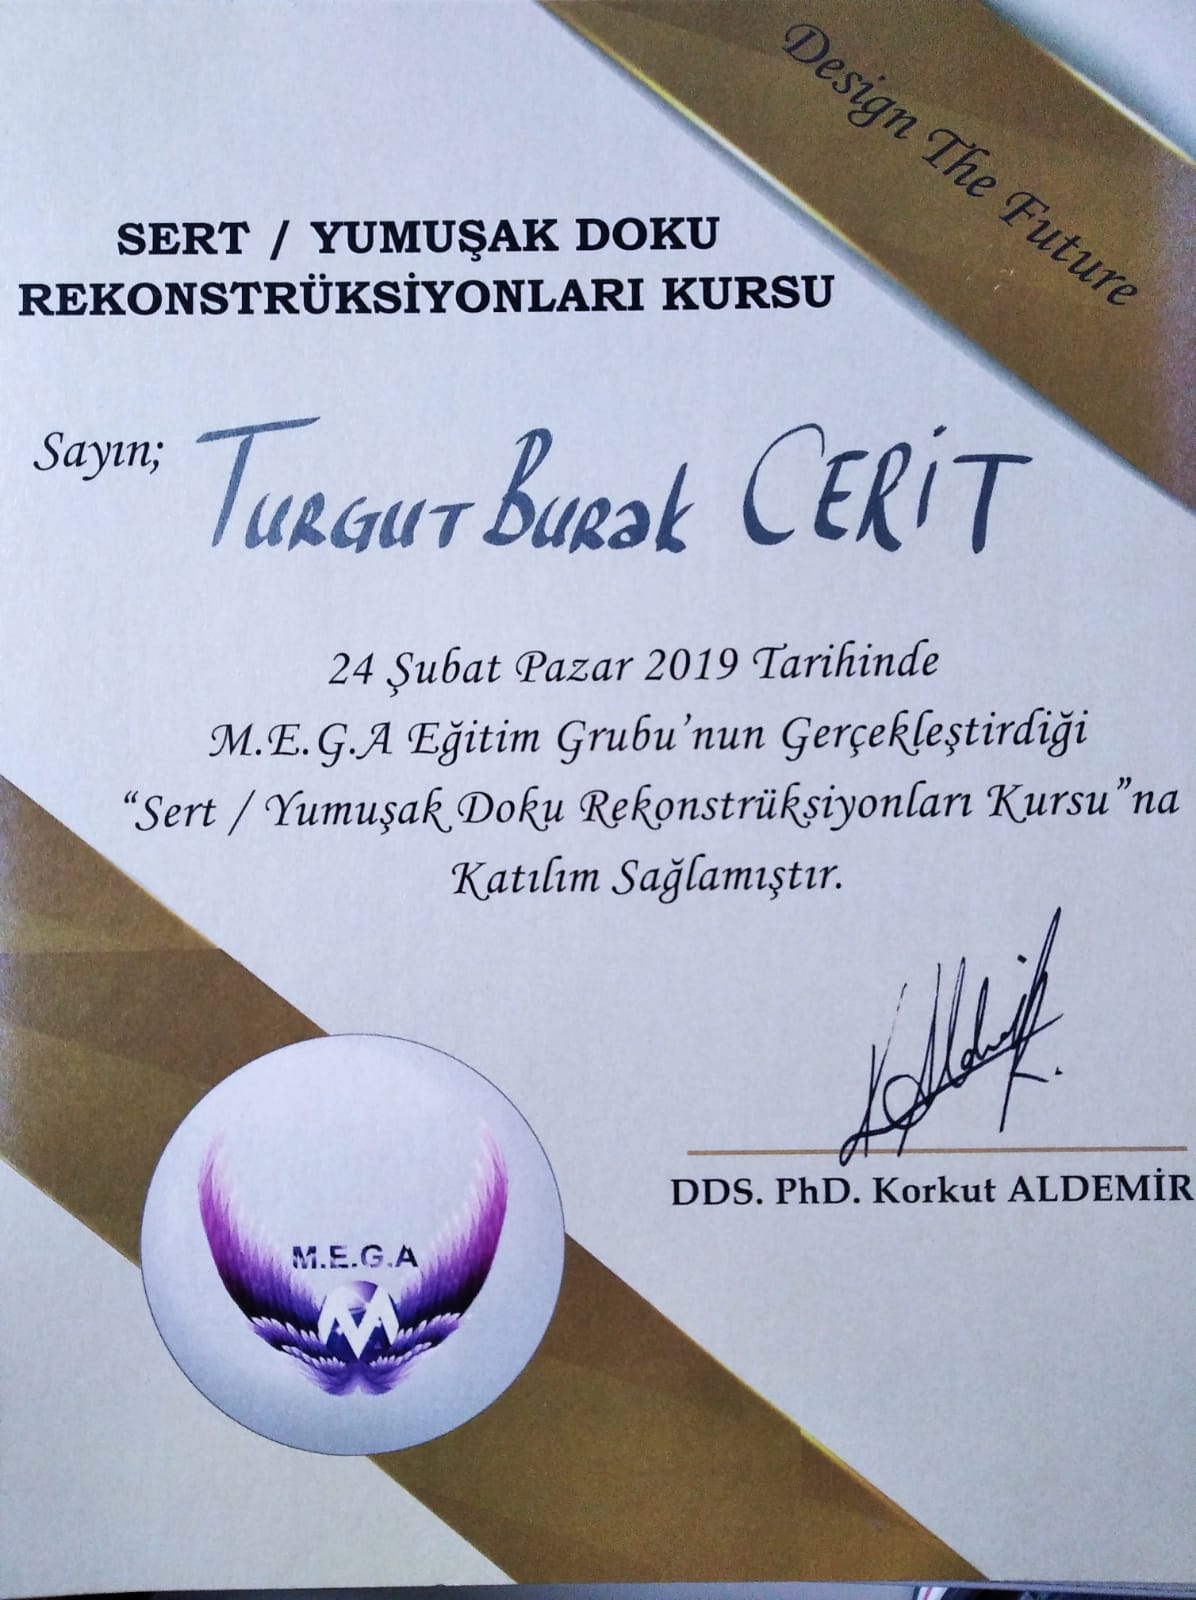 Design The Future
SERT / YUMUŞAK DOKU
REKONSTRÜKSİYONLARI KURSU
Sayın; Turgut Burak CERİT
24 Şubat Pazar 2019 Tarihinde
M.E.G.A Eğitim Grubu'nun Gerçekleştirdiği
“Sert / Yumuşak Doku Rekonstrüksiyonları Kursu”na
Katılım Sağlamıştır.
K. Aldemir
DDS. PhD. Korkut ALDEMİR
M.E.G.A